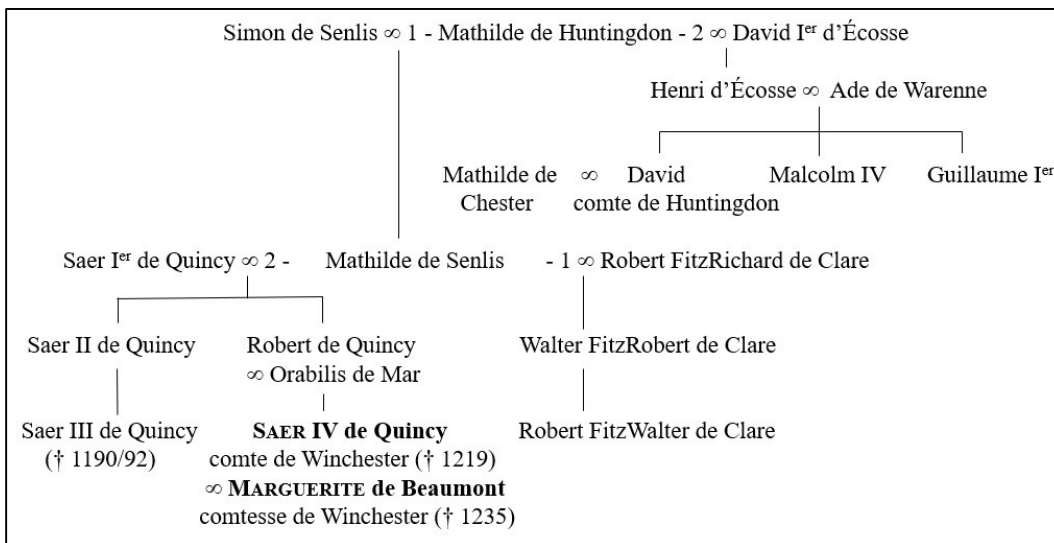 Simon de Senlis ∞ 1 - Mathilde de Huntingdon - 2 ∞ David Ier d’Écosse
Henri d’Écosse ∞ Ade de Warenne
Mathilde de ∞ David Malcolm IV Guillaume Ier
Chester comte de Huntingdon
Saer Ier de Quincy ∞ 2 - Mathilde de Senlis - 1 ∞ Robert FitzRichard de Clare
Saer II de Quincy Robert de Quincy Walter FitzRobert de Clare
∞ Orabilis de Mar
Saer III de Quincy SAER IV de Quincy Robert FitzWalter de Clare
(† 1190/92) comte de Winchester († 1219)
∞ MARGUERITE de Beaumont
comtesse de Winchester († 1235)